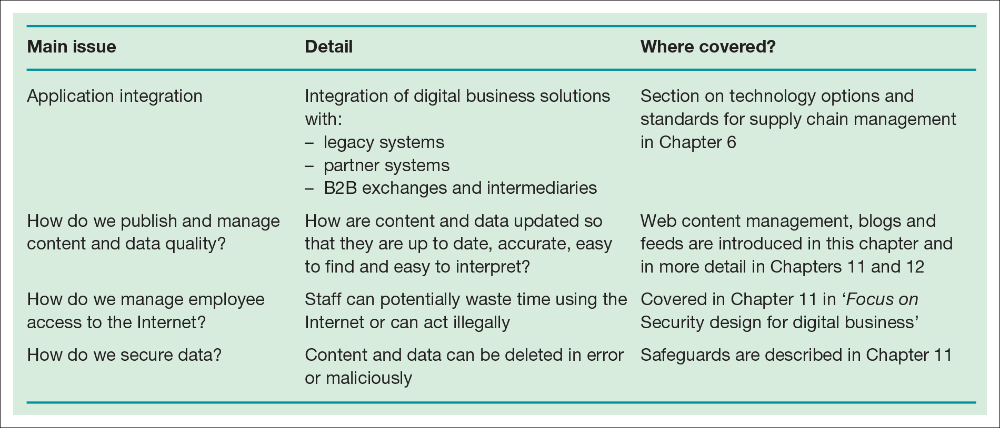 Main issue
Detail
Where covered?
Application integration
Integration of digital business solutions
with:
– legacy systems
– partner systems
– B2B exchanges and intermediaries
Section on technology options and
standards for supply chain management
in Chapter 6
How do we publish and manage
content and data quality?
How are content and data updated so
that they are up to date, accurate, easy
to find and easy to interpret?
Web content management, blogs and
feeds are introduced in this chapter and
in more detail in Chapters 11 and 12
How do we manage employee
access to the Internet?
Staff can potentially waste time using the
Internet or can act illegally
Covered in Chapter 11 in ‘Focus on
Security design for digital business’
How do we secure data?
Content and data can be deleted in error
or maliciously
Safeguards are described in Chapter 11